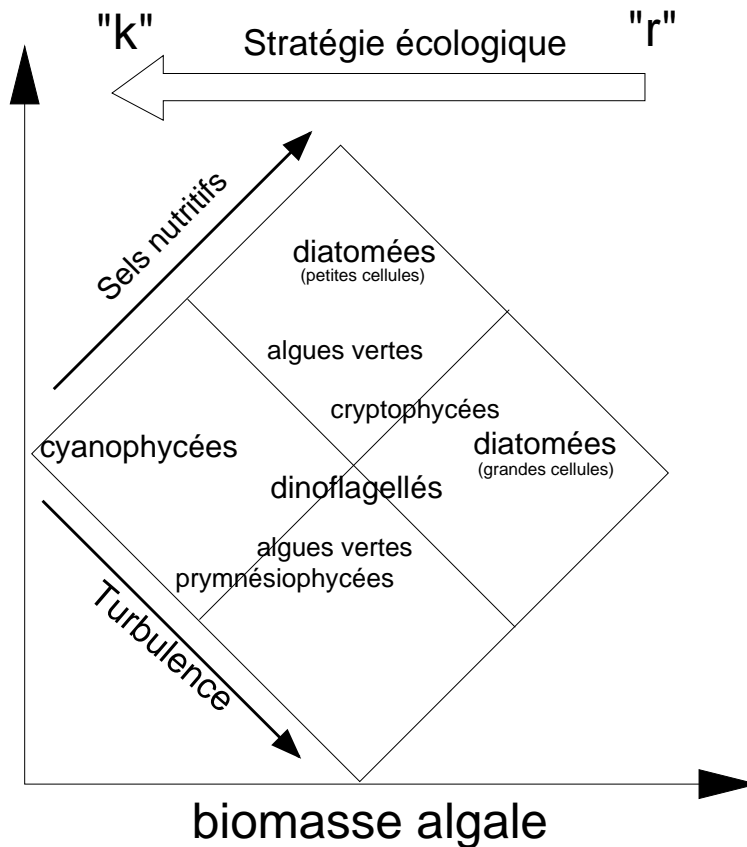 "k" Stratégie écologique "r"
Sels nutritifs
diatomées
(petites cellules)
algues vertes
cryptophycées
cyanophycées
diatomées
(grandes cellules)
dinoflagellés
algues vertes
prymnésiophycées
Turbulence
biomasse algale